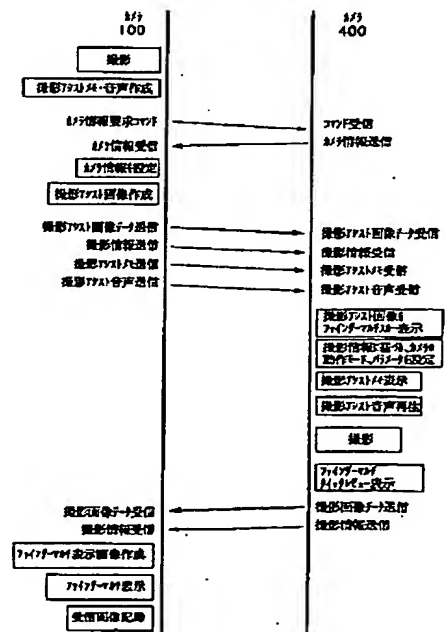 カメラ
100
カメラ
400
撮影
撮影アシストメモ・音声作成
カメラ情報要求コマンド
コマンド受信
カメラ情報受信
カメラ情報送信
カメラ情報を設定
撮影アシスト画像作成
撮影アシスト画像データ送信
撮影アシスト画像データ受信
撮影情報送信
撮影情報受信
撮影アシストメモ送信
撮影アシストメモ受信
撮影アシスト音声送信
撮影アシスト音声受信
撮影アシスト画像を
ファインダーマルチスルー表示
撮影情報に基づき、カメラの
動作モード、パラメータを設定
撮影アシストメモ表示
撮影アシスト音声再生
撮影
ファインダーマルチ
クイックレビュー表示
撮影画像データ受信
撮影画像データ送信
撮影情報受信
撮影情報送信
ファインダーマルチ表示画像作成
ファインダーマルチ表示
受信画像記録